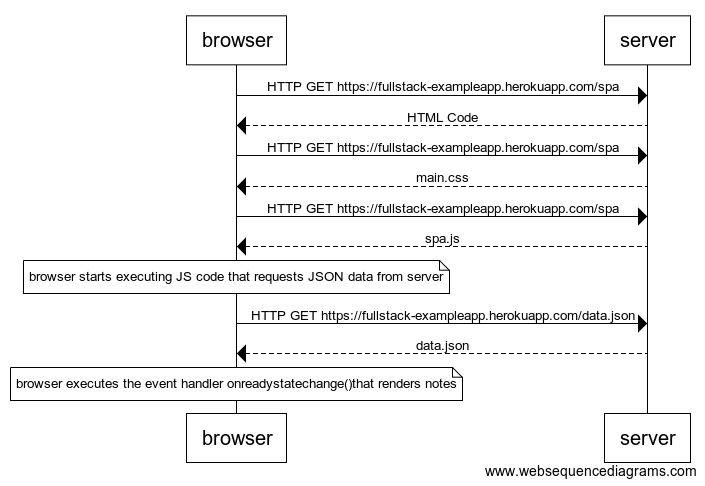 browser server
HTTP GET https://fullstack-exampleapp.herokuapp.com/spa
HTML Code
HTTP GET https://fullstack-exampleapp.herokuapp.com/spa
main.css
HTTP GET https://fullstack-exampleapp.herokuapp.com/spa
spa.js
browser starts executing JS code that requests JSON data from server
HTTP GET https://fullstack-exampleapp.herokuapp.com/data.json
data.json
browser executes the event handler onreadystatechange()that renders notes
browser server
www.websequencediagrams.com